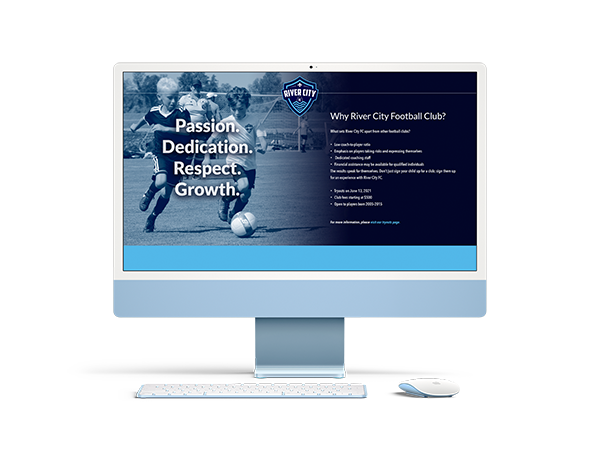 RIVER CITY
Passion.
Dedication.
Respect.
Growth.
Why River City Football Club?
What sets River City FC apart from other football clubs?
• Low coach-to-player ratio
• Emphasis on players taking risks and expressing themselves
• Dedicated coaching staff
• Financial assistance may be available for qualified individuals
The results speak for themselves. Don't just sign your child up for a club; sign them up
for an experience with River City FC.
• Tryouts on June 13, 2021
• Club fees starting at $300
• Open to players born 2003-2015
For more information, please visit our tryouts page.